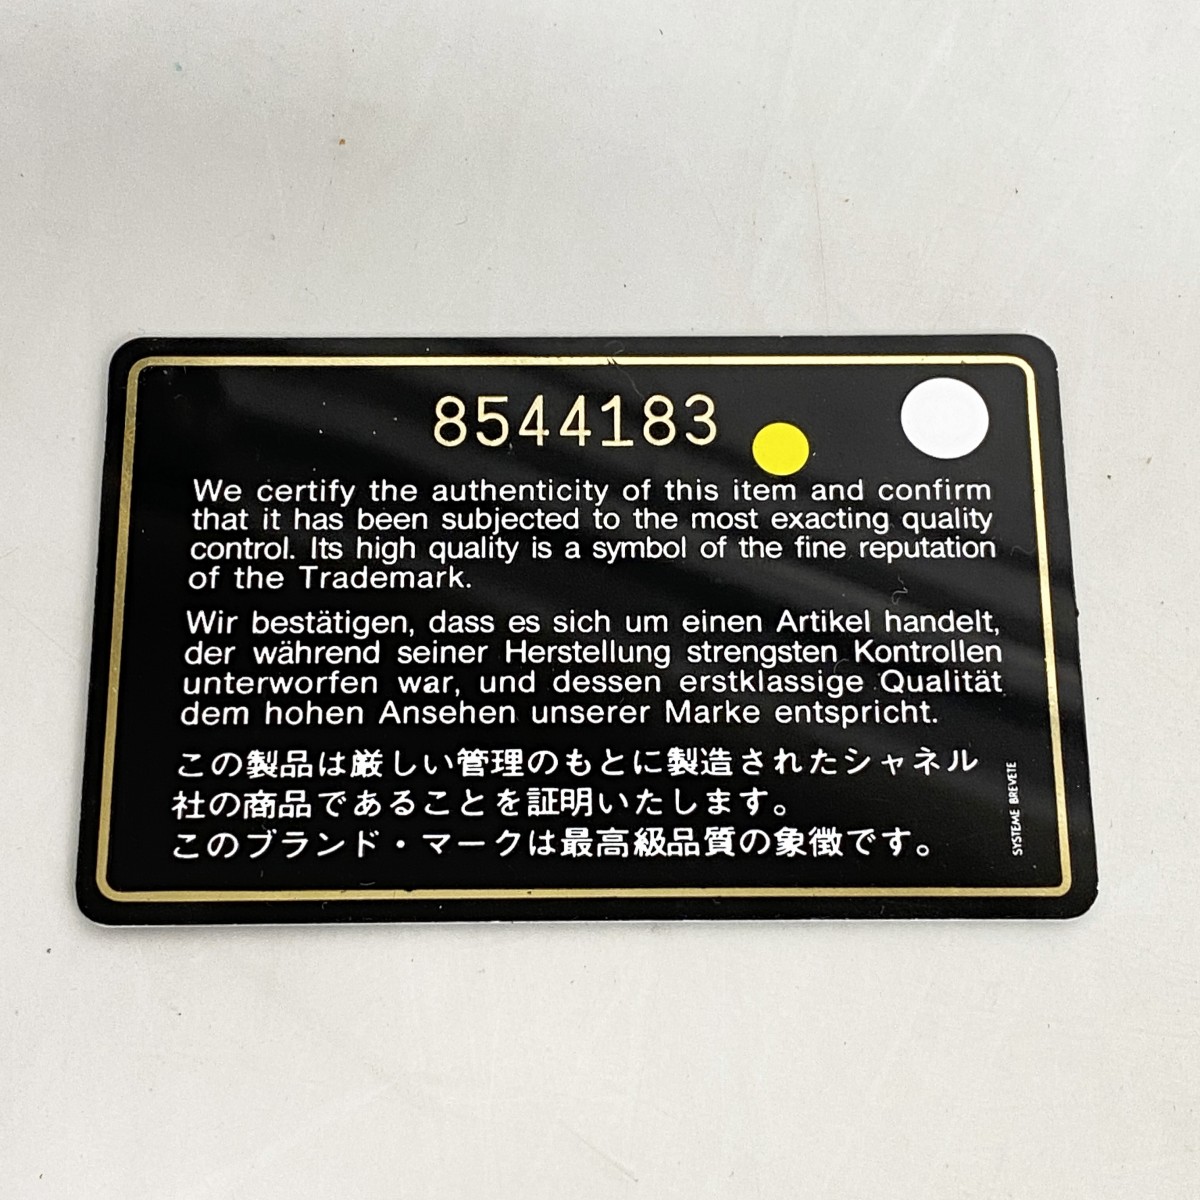 8544183
We certify the authenticity of this item and confirm
that it has been subjected to the most exacting quality
control. Its high quality is a symbol of the fine reputation
of the Trademark.
Wir bestätigen, dass es sich um einen Artikel handelt,
der während seiner Herstellung strengsten Kontrollen
unterworfen war, und dessen erstklassige Qualität
dem hohen Ansehen unserer Marke entspricht.
この製品は厳しい管理のもとに製造されたシャネル
社の商品であることを証明いたします。
このブランド・マークは最高級品質の象徴です。
SYSTEME BREVETE